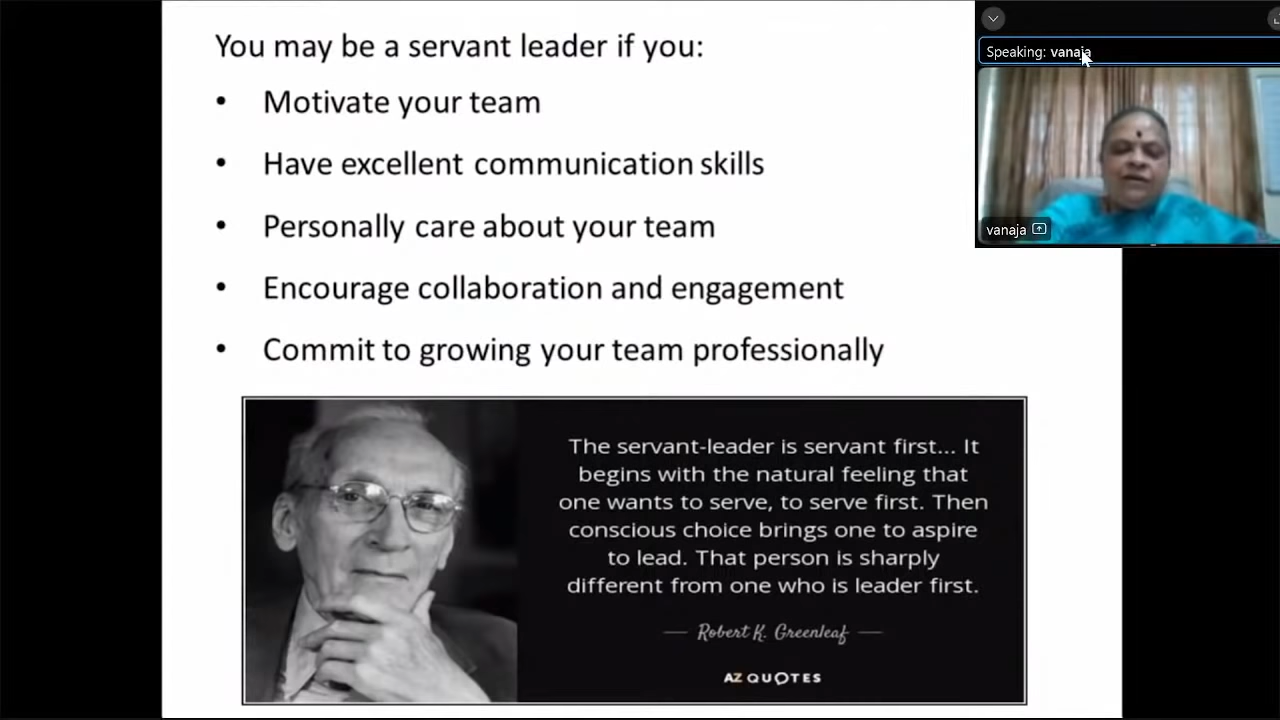 You may be a servant leader if you:
• Motivate your team
• Have excellent communication skills
• Personally care about your team
• Encourage collaboration and engagement
• Commit to growing your team professionally
The servant-leader is servant first... It
begins with the natural feeling that
one wants to serve, to serve first. Then
conscious choice brings one to aspire
to lead. That person is sharply
different from one who is leader first.
Robert K. Greenleaf
AZ QUOTES
Speaking: vanaja
vanaja